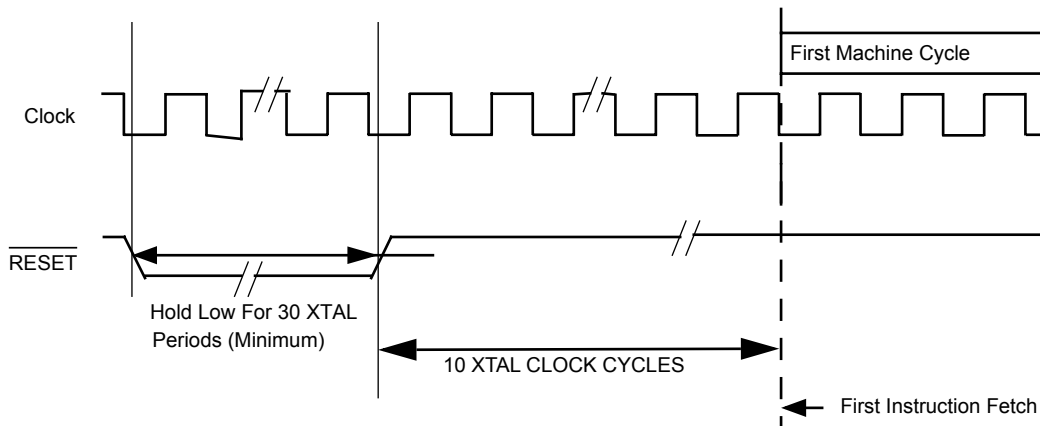 First Machine Cycle
Clock
RESET
Hold Low For 30 XTAL
Periods (Minimum)
10 XTAL CLOCK CYCLES
First Instruction Fetch